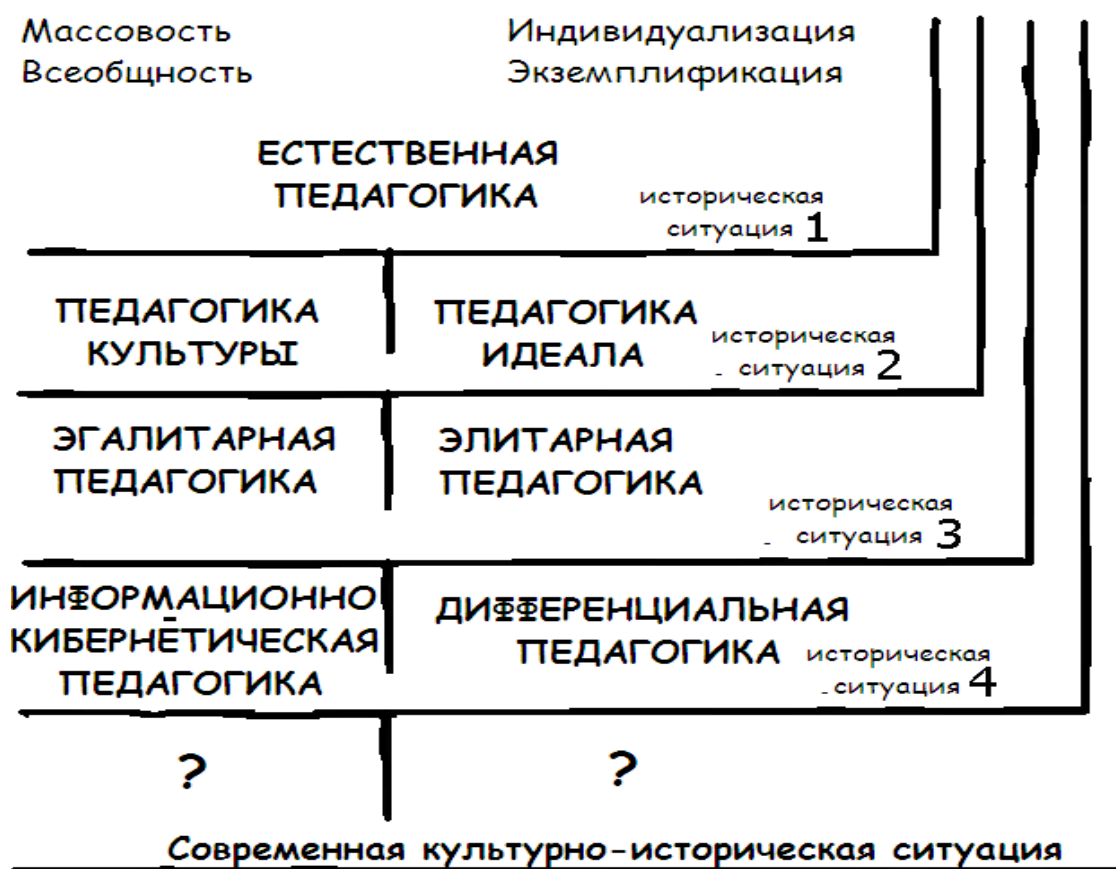 Массовость Индивидуализация
Всеобщность Экземплификация
ЕСТЕСТВЕННАЯ
ПЕДАГОГИКА
историческая
ситуация 1
ПЕДАГОГИКА
КУЛЬТУРЫ
ПЕДАГОГИКА
ИДЕАЛА
историческая
ситуация 2
ЭГАЛИТАРНАЯ
ПЕДАГОГИКА
ЭЛИТАРНАЯ
ПЕДАГОГИКА
историческая
ситуация 3
ИНФОРМАЦИОННО
КИБЕРНЕТИЧЕСКАЯ
ПЕДАГОГИКА
ДИФФЕРЕНЦИАЛЬНАЯ
ПЕДАГОГИКА
историческая
ситуация 4
? ?
Современная культурно-историческая ситуация